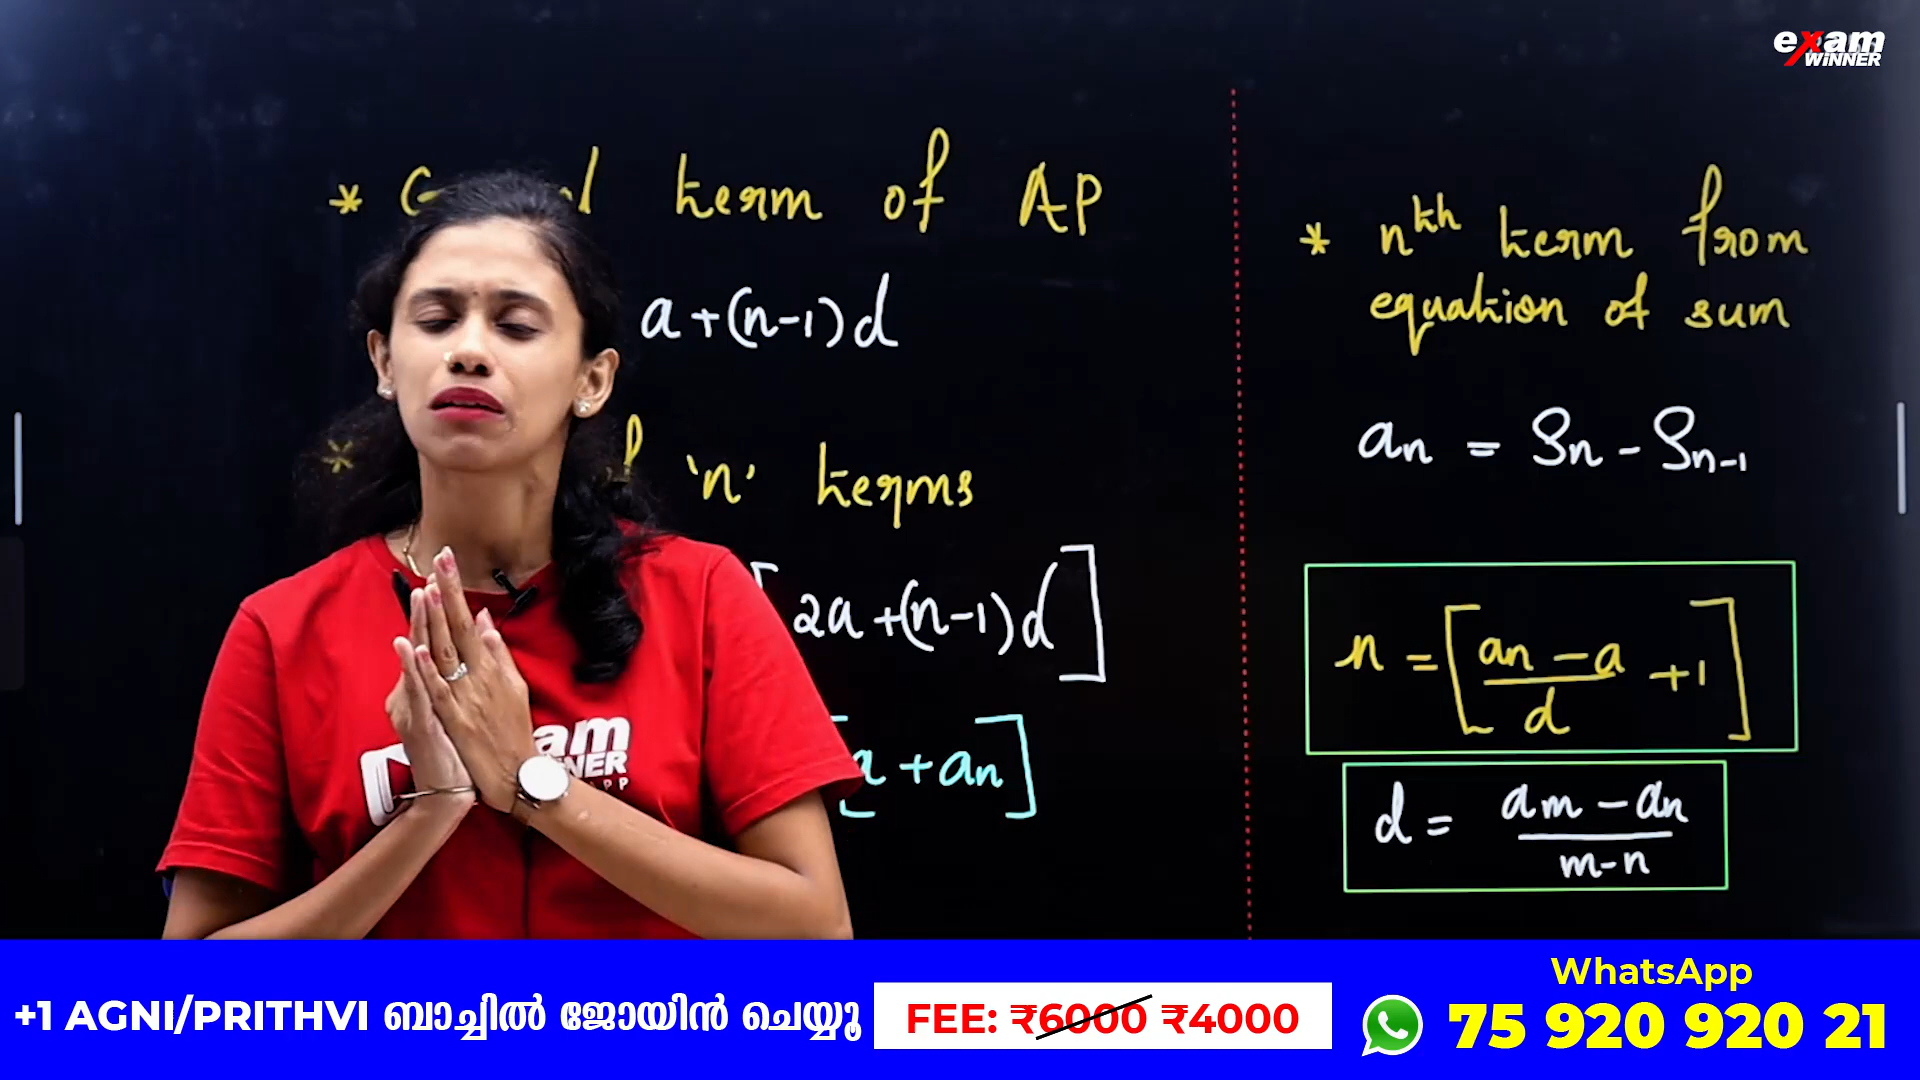 exam
WiNNER
* term of AP
a+(n-1)d
* 'n' terms
[2a+(n-1)d]
a+an]
* nth term from
equation of sum
an = Sn - Sn-1
n = [an - a / d + 1]
d = am - an / m-n
am
NER
APP
+1 AGNI/PRITHVI ബാച്ചിൽ ജോയിൻ ചെയ്യൂ
FEE: ₹6000 ₹4000
WhatsApp
75 920 920 21